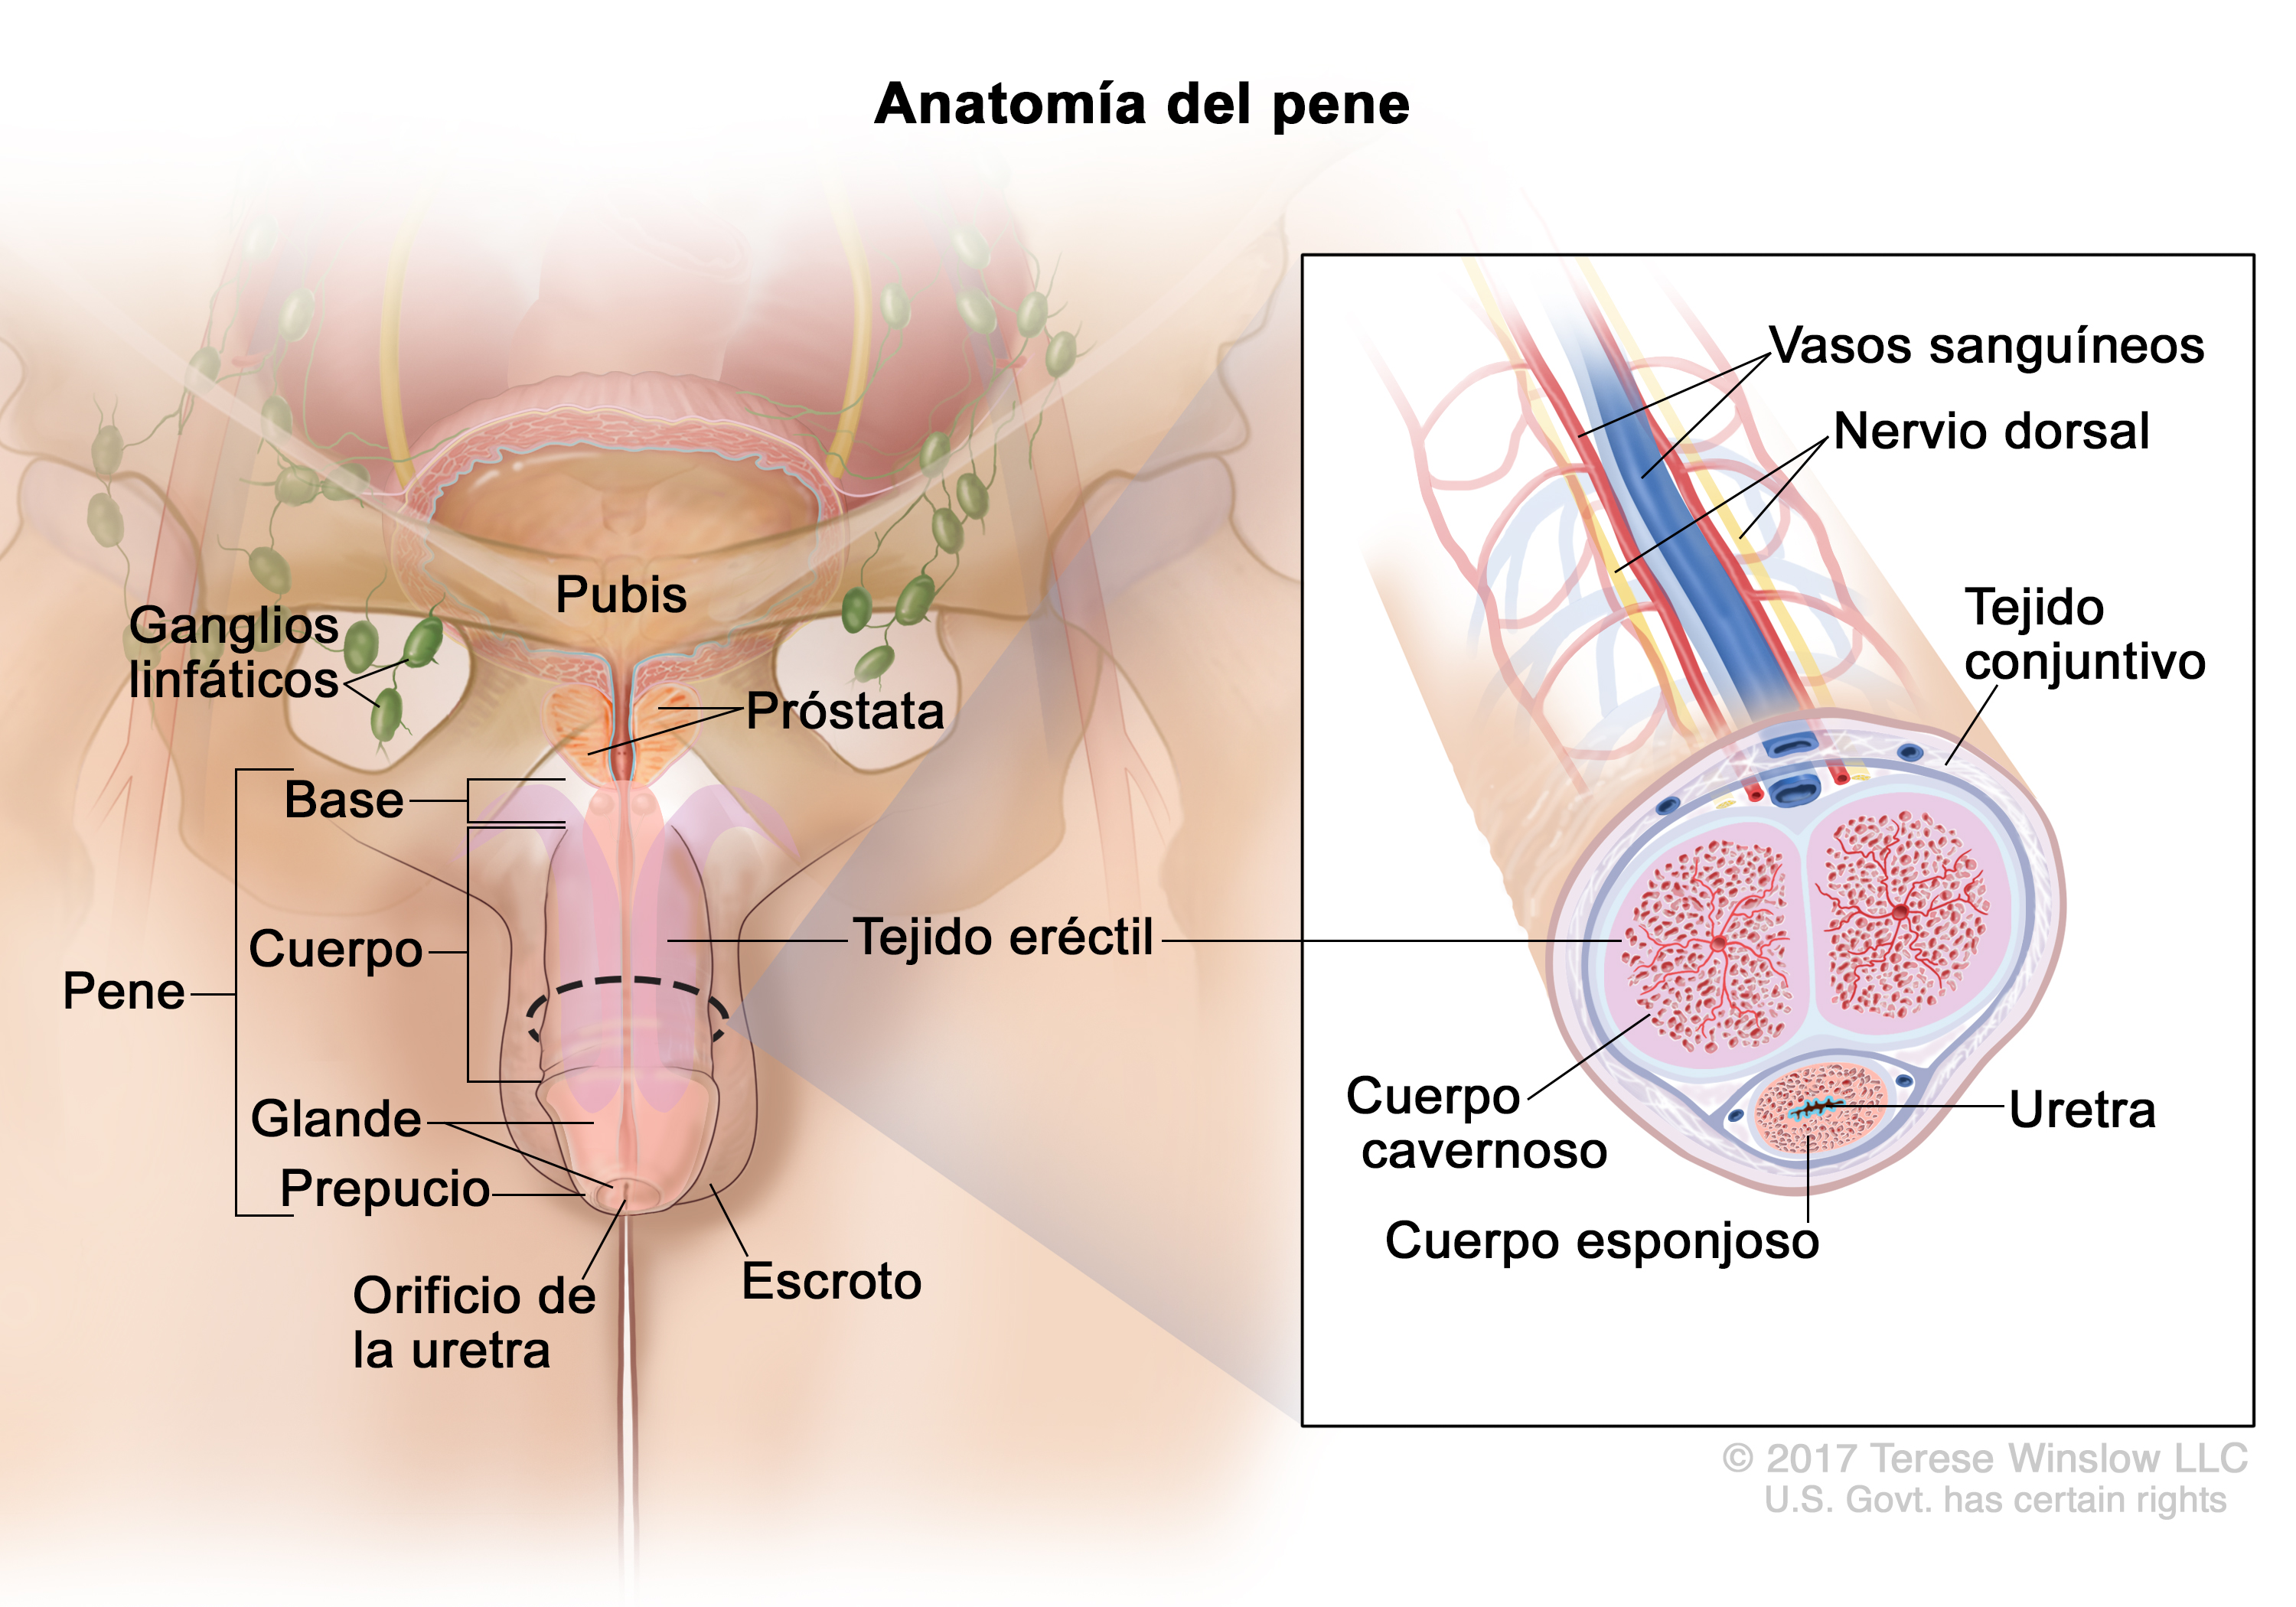 Anatomía del pene
Vasos sanguíneos
Nervio dorsal
Pubis
Ganglios
linfáticos
Tejido
conjuntivo
Próstata
Base
Cuerpo
Tejido eréctil
Pene
Glande
Prepucio
Cuerpo
cavernoso
Uretra
Cuerpo esponjoso
Orificio de
la uretra
Escroto
© 2017 Terese Winslow LLC
U.S. Govt. has certain rights